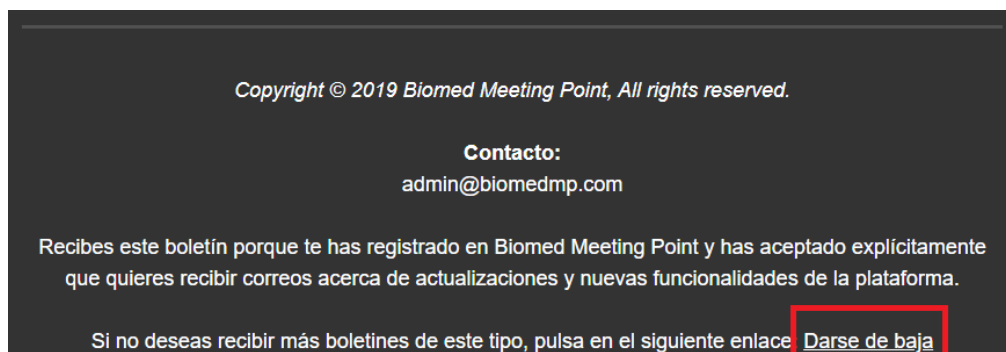 Copyright © 2019 Biomed Meeting Point, All rights reserved.
Contacto:
admin@biomedmp.com
Recibes este boletín porque te has registrado en Biomed Meeting Point y has aceptado explícitamente
que quieres recibir correos acerca de actualizaciones y nuevas funcionalidades de la plataforma.
Si no deseas recibir más boletines de este tipo, pulsa en el siguiente enlace Darse de baja